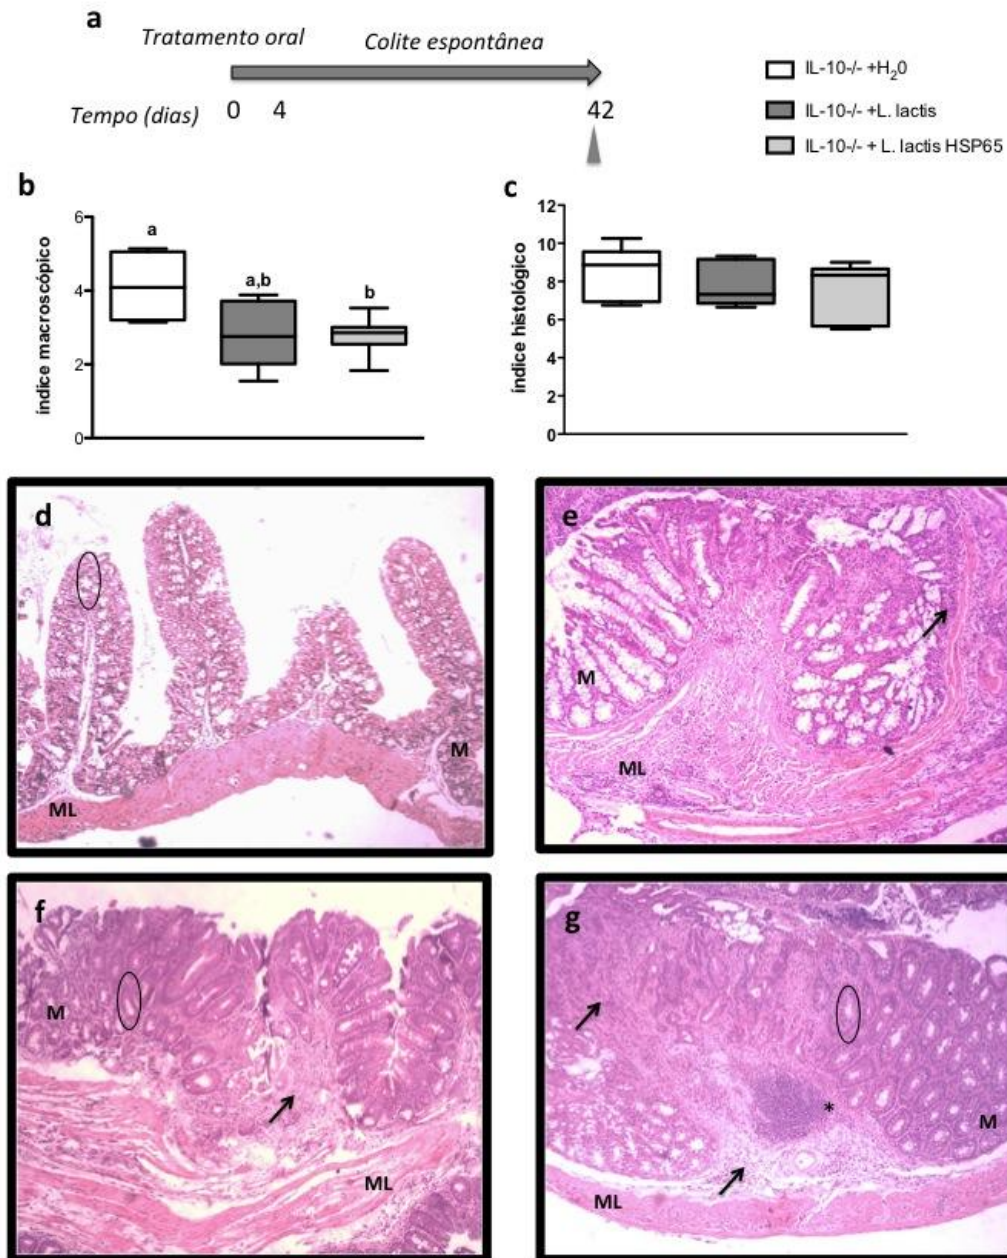 a
Tratamento oral
Colite espontânea
Tempo (dias)
0
4
42
IL-10-/- +H₂0
IL-10-/- +L. lactis
IL-10-/- + L. lactis HSP65
b
índice macroscópico
6
4
2
0
a
a,b
b
c
índice histológico
12
10
8
6
4
2
0
d
M
ML
e
M
ML
f
M
ML
g
*
M
ML